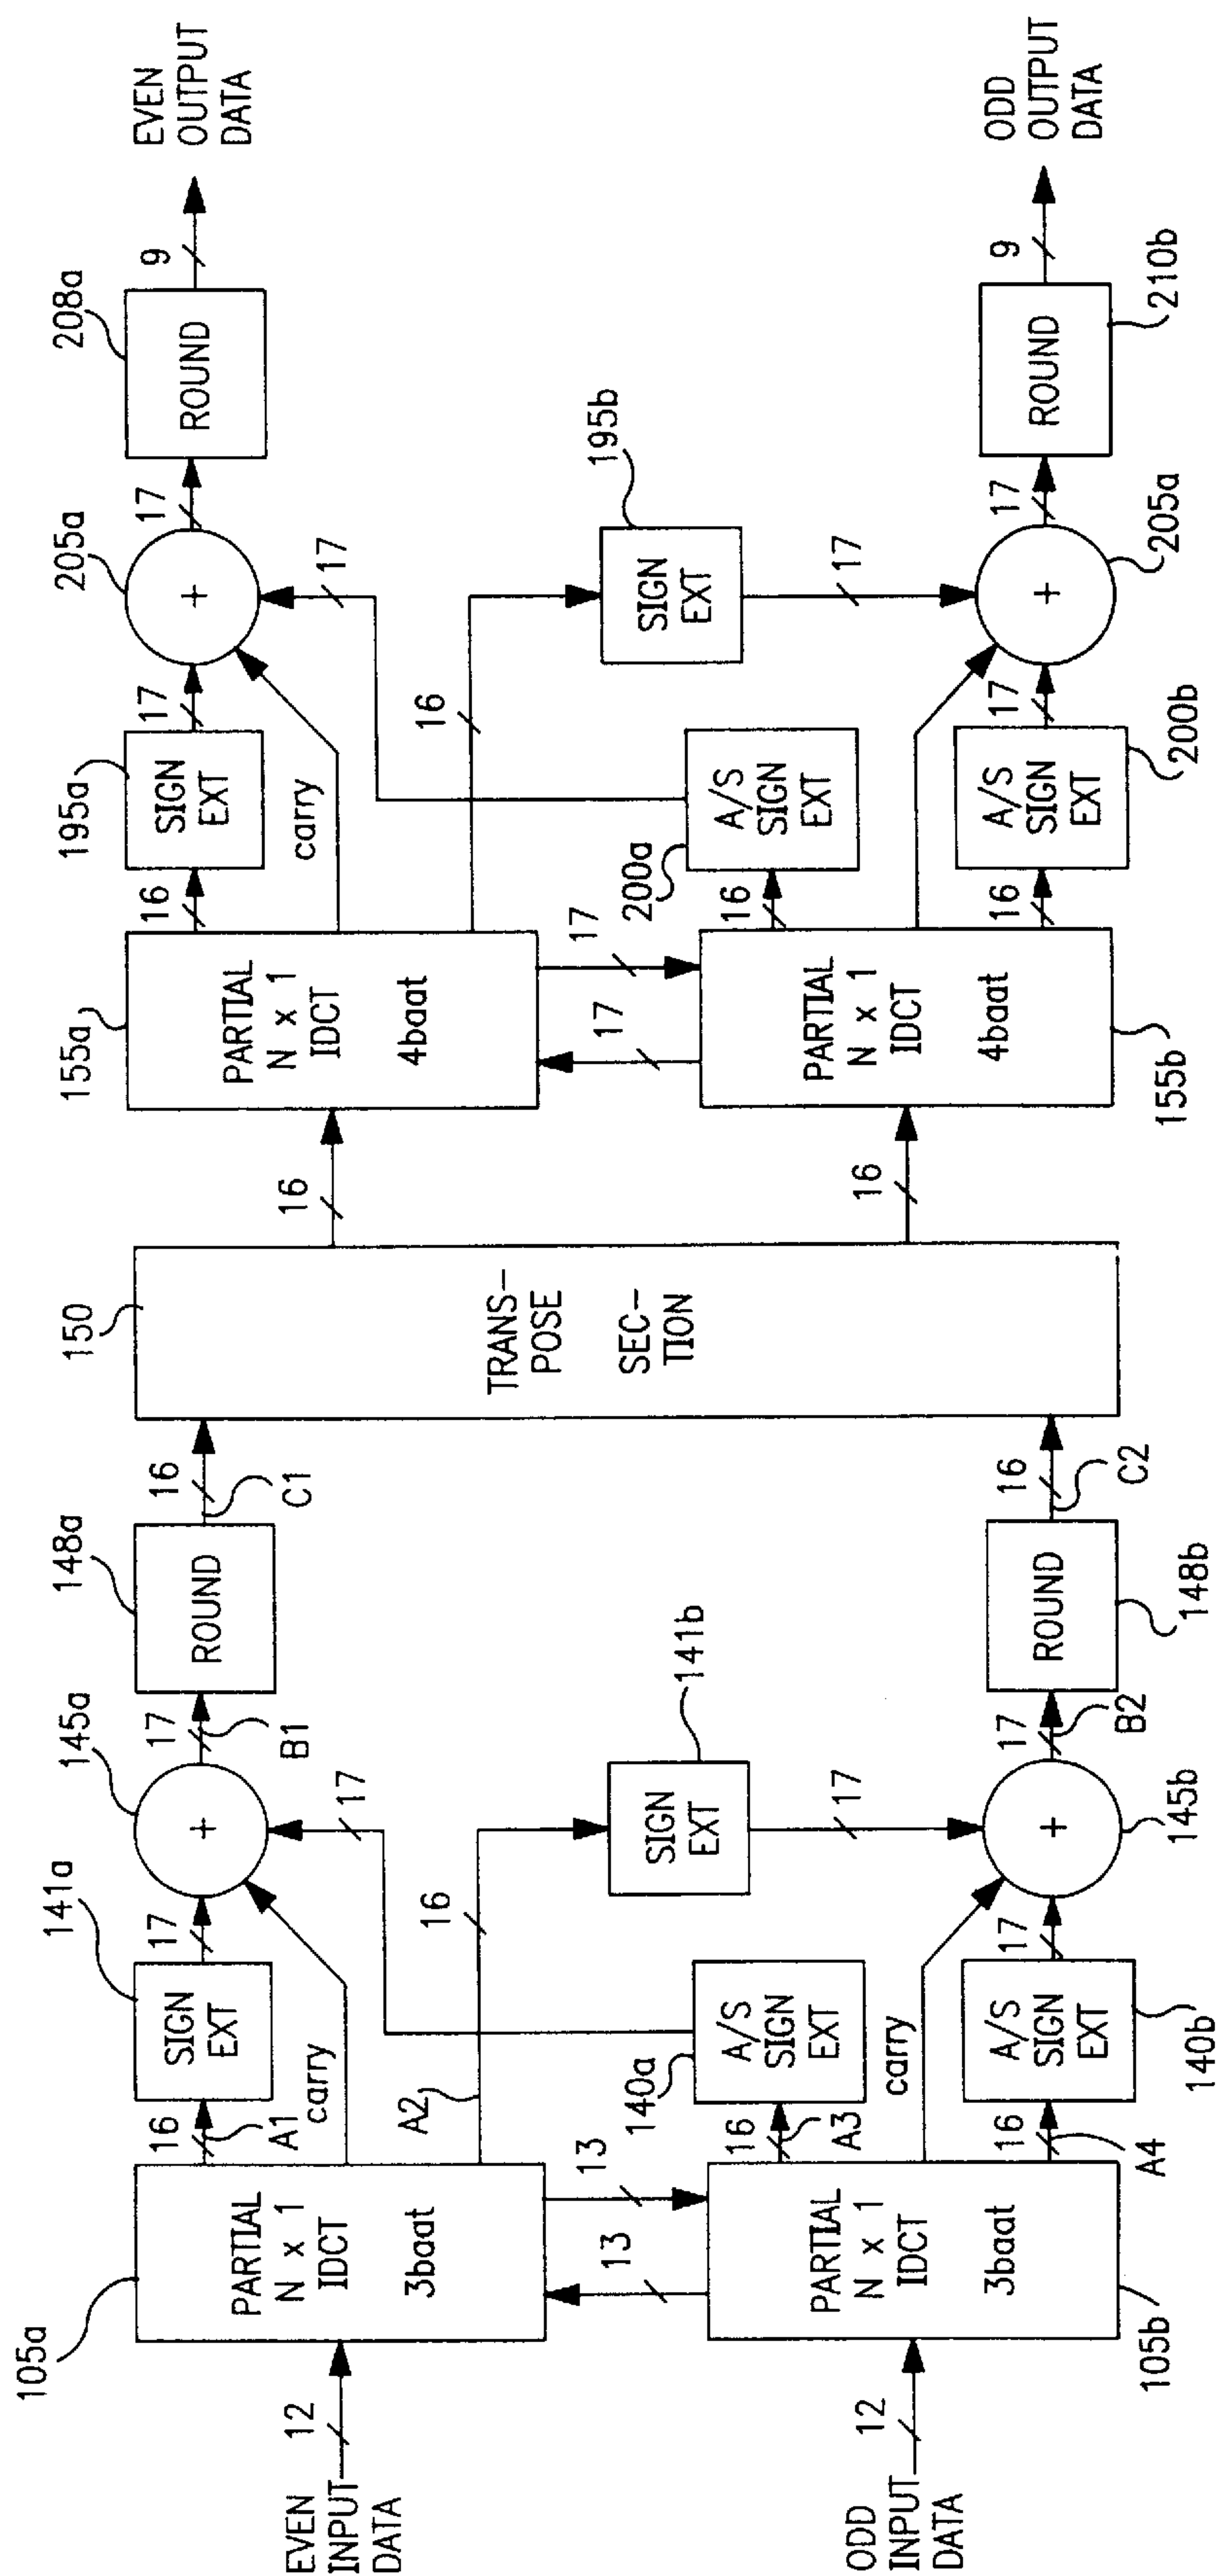 EVEN
INPUT
DATA
12
105a
PARTIAL
N x 1
IDCT
3baat
13
13
16
A1
carry
A2
141a
SIGN
EXT
17
145a
+
17
B1
17
148a
ROUND
16
C1
16
141b
SIGN
EXT
17
ODD
INPUT
DATA
12
105b
PARTIAL
N x 1
IDCT
3baat
16
A3
carry
16
A4
140a
A/S
SIGN
EXT
A/S
SIGN
EXT
140b
17
+
145b
17
B2
ROUND
148b
16
C2
150
TRANS-
POSE
SEC-
TION
16
16
155a
PARTIAL
N x 1
IDCT
4baat
17
17
16
carry
16
195a
SIGN
EXT
17
205a
+
17
17
208a
ROUND
9
EVEN
OUTPUT
DATA
195b
SIGN
EXT
17
PARTIAL
N x 1
IDCT
4baat
155b
16
16
200a
A/S
SIGN
EXT
A/S
SIGN
EXT
200b
17
+
205a
17
ROUND
210b
9
ODD
OUTPUT
DATA